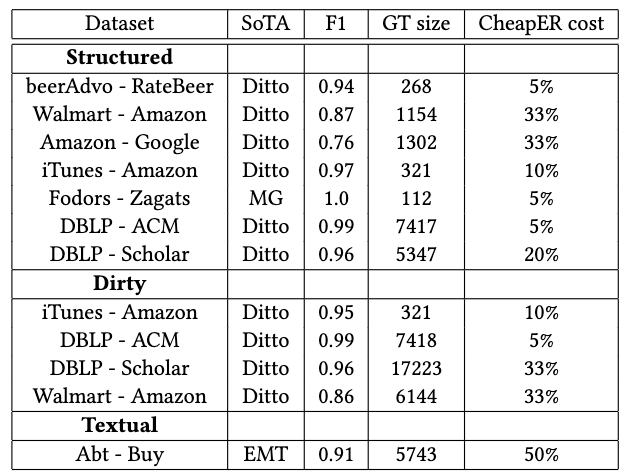 Dataset SoTA F1 GT size CheapER cost
Structured
beerAdvo - RateBeer Ditto 0.94 268 5%
Walmart - Amazon Ditto 0.87 1154 33%
Amazon - Google Ditto 0.76 1302 33%
iTunes - Amazon Ditto 0.97 321 10%
Fodors - Zagats MG 1.0 112 5%
DBLP - ACM Ditto 0.99 7417 5%
DBLP - Scholar Ditto 0.96 5347 20%
Dirty
iTunes - Amazon Ditto 0.95 321 10%
DBLP - ACM Ditto 0.99 7418 5%
DBLP - Scholar Ditto 0.96 17223 33%
Walmart - Amazon Ditto 0.86 6144 33%
Textual
Abt - Buy EMT 0.91 5743 50%